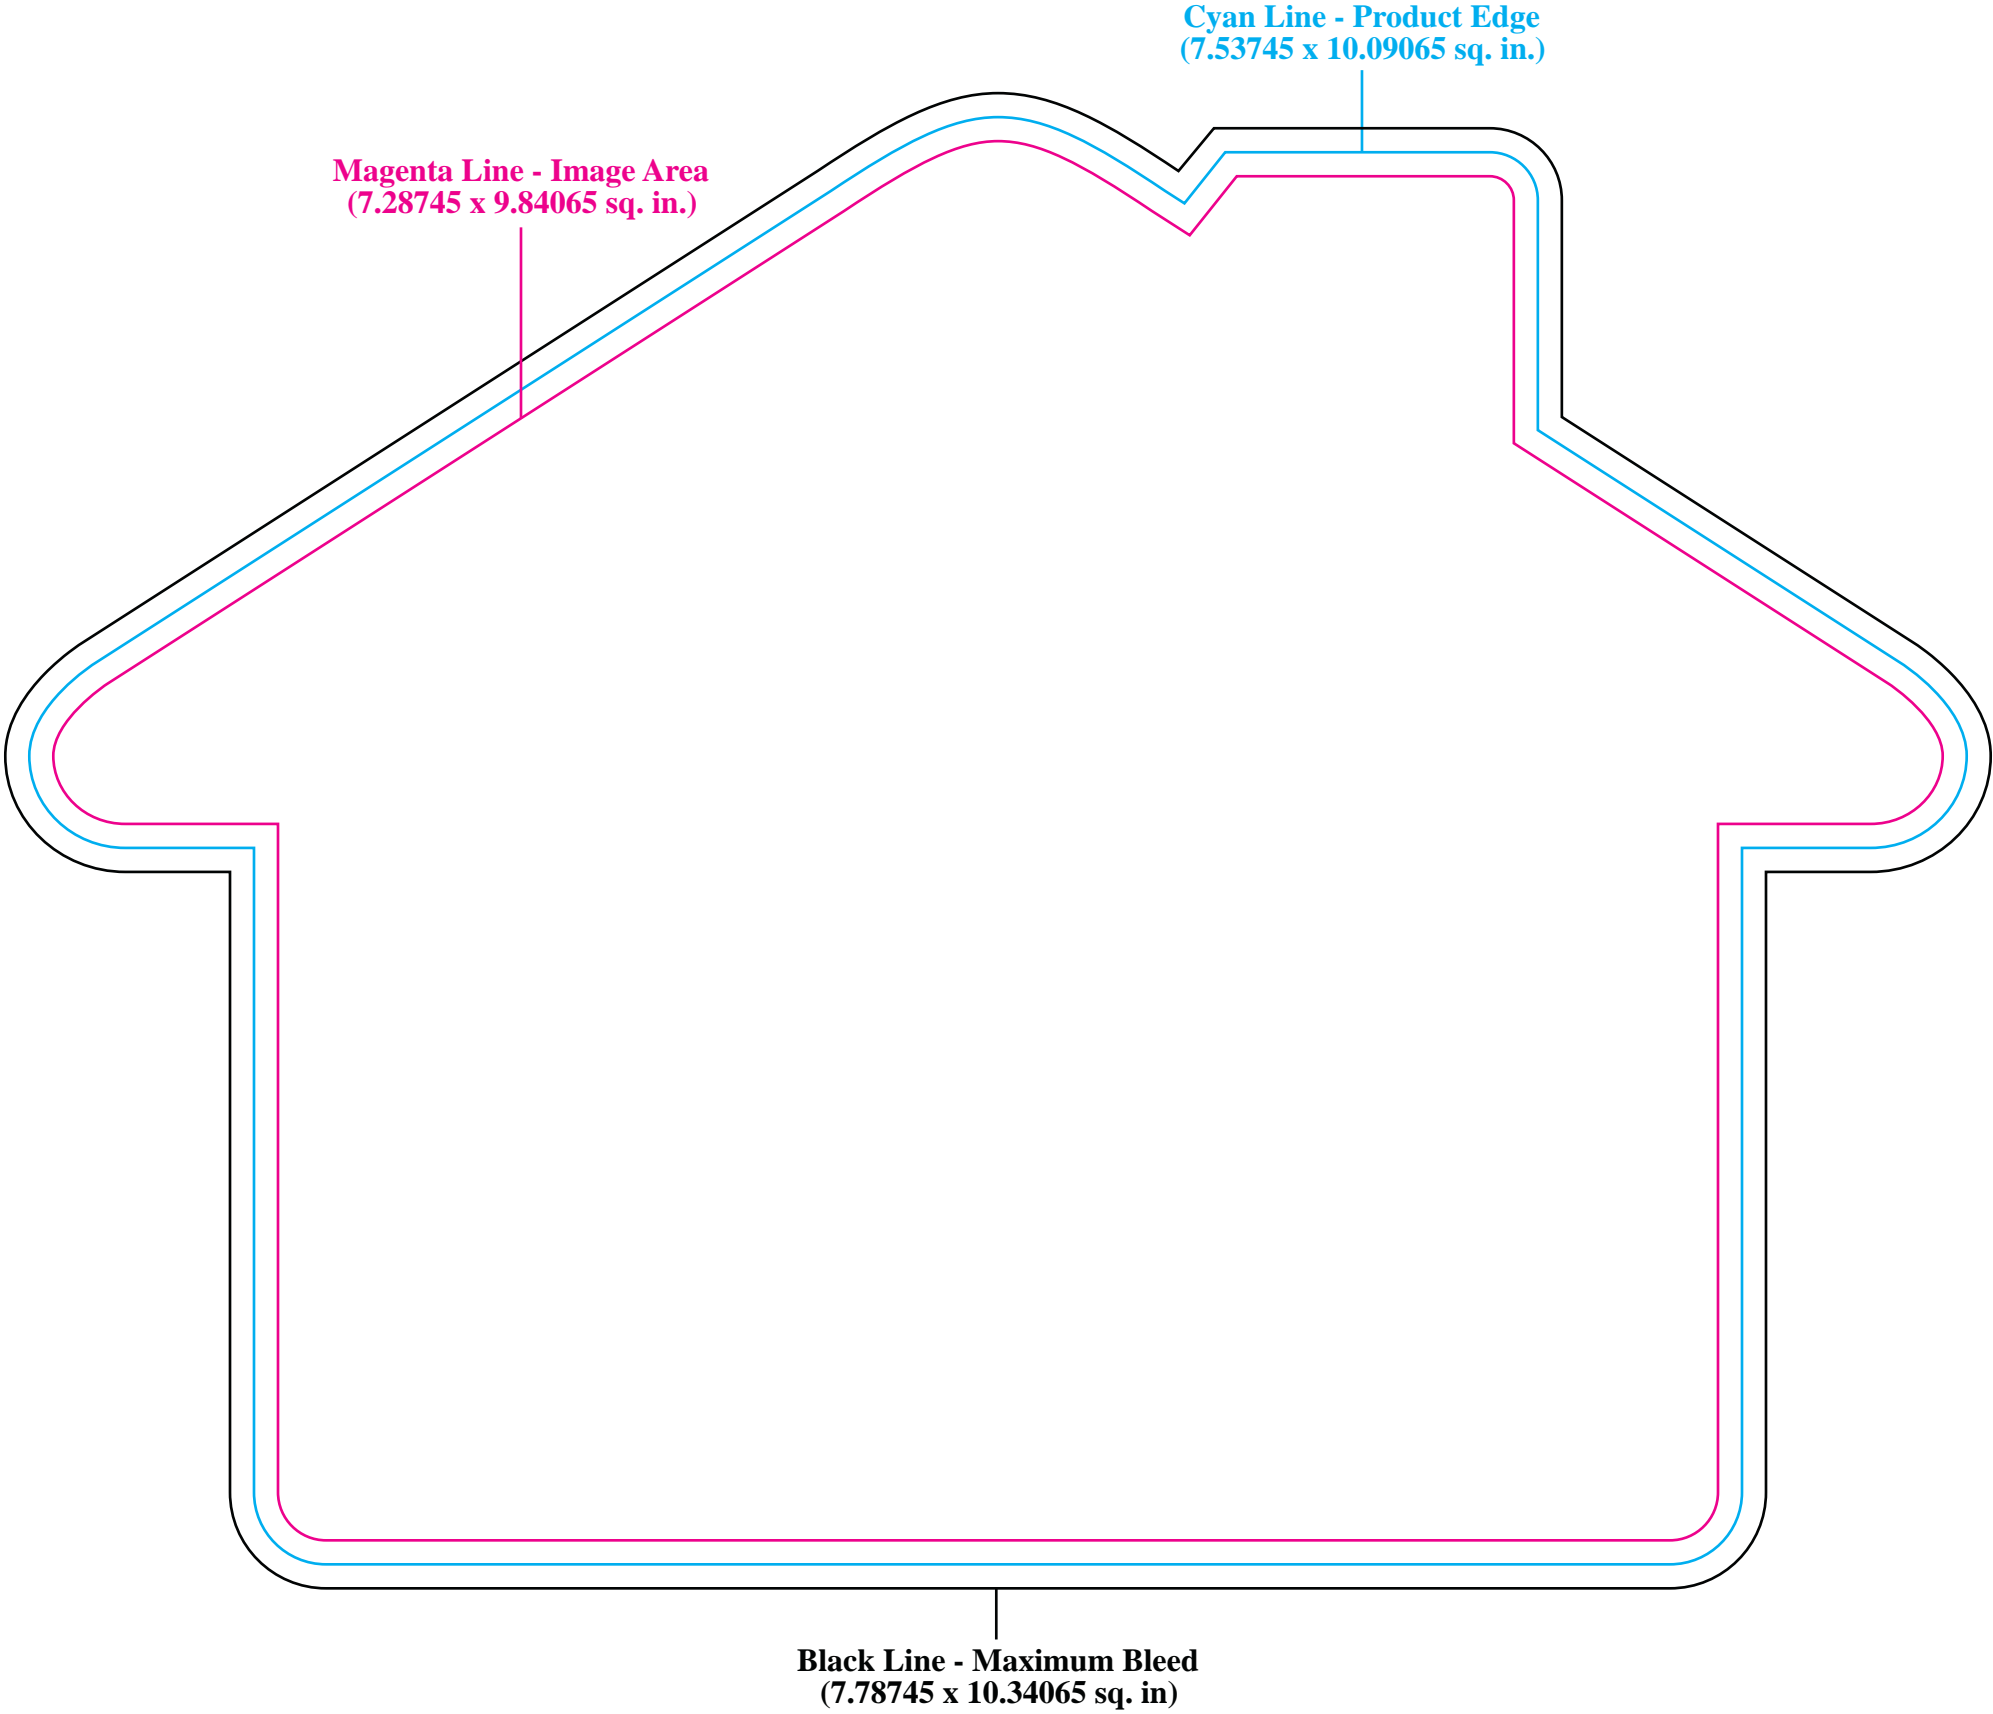 Cyan Line - Product Edge
(7.53745 x 10.09065 sq. in.)
Magenta Line - Image Area
(7.28745 x 9.84065 sq. in.)
Black Line - Maximum Bleed
(7.78745 x 10.34065 sq. in)